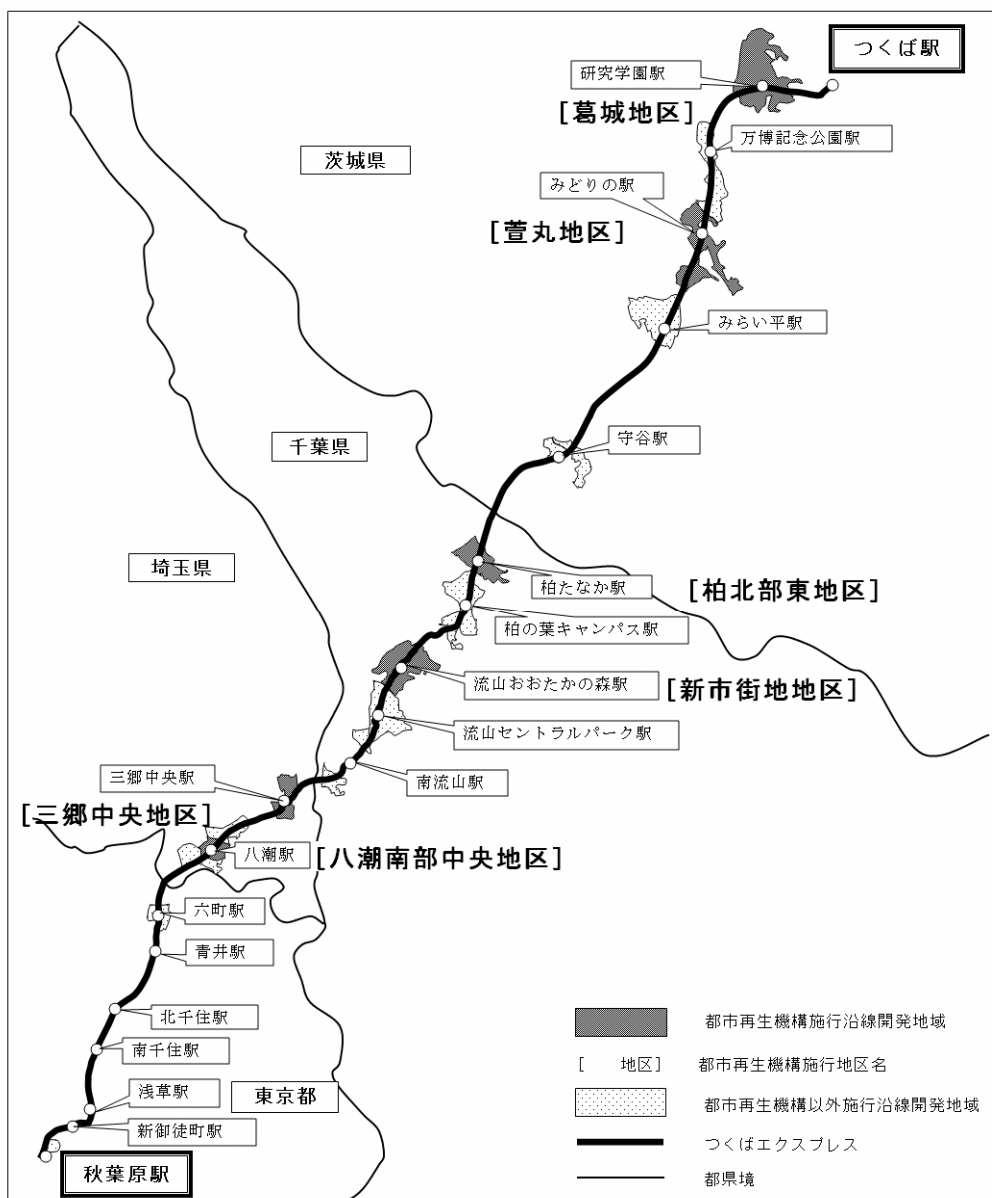 つくば駅
研究学園駅
[葛城地区]
万博記念公園駅
茨城県
みどりの駅
[萱丸地区]
みらい平駅
守谷駅
千葉県
埼玉県
柏たなか駅
[柏北部東地区]
柏の葉キャンパス駅
流山おおたかの森駅
[新市街地地区]
流山セントラルパーク駅
南流山駅
三郷中央駅
[三郷中央地区]
八潮駅
[八潮南部中央地区]
六町駅
青井駅
北千住駅
南千住駅
浅草駅
東京都
新御徒町駅
秋葉原駅
都市再生機構施行沿線開発地域
[　地区]　都市再生機構施行地区名
都市再生機構以外施行沿線開発地域
つくばエクスプレス
都県境